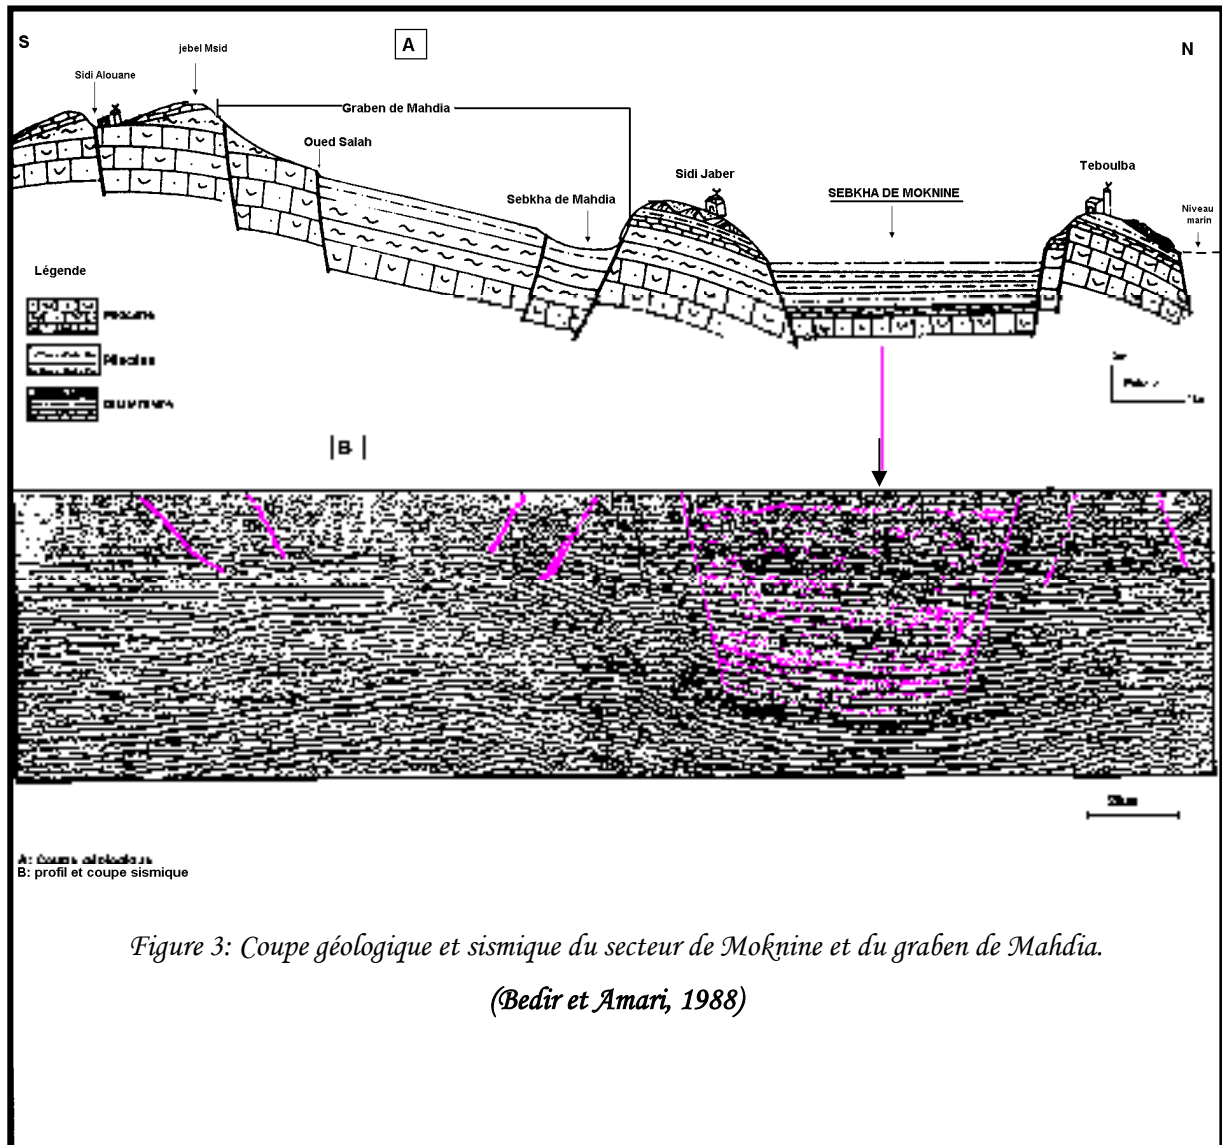 S
A
N
jebel Msid
Sidi Alouane
Graben de Mahdia
Oued Salah
Sidi Jaber
Teboulba
Sebkha de Mahdia
SEBKHA DE MOKNINE
Niveau
marin
Légende
B
A: Coupe géologique
B: profil et coupe sismique
Figure 3: Coupe géologique et sismique du secteur de Moknine et du graben de Mahdia.
(Bedir et Amari, 1988)